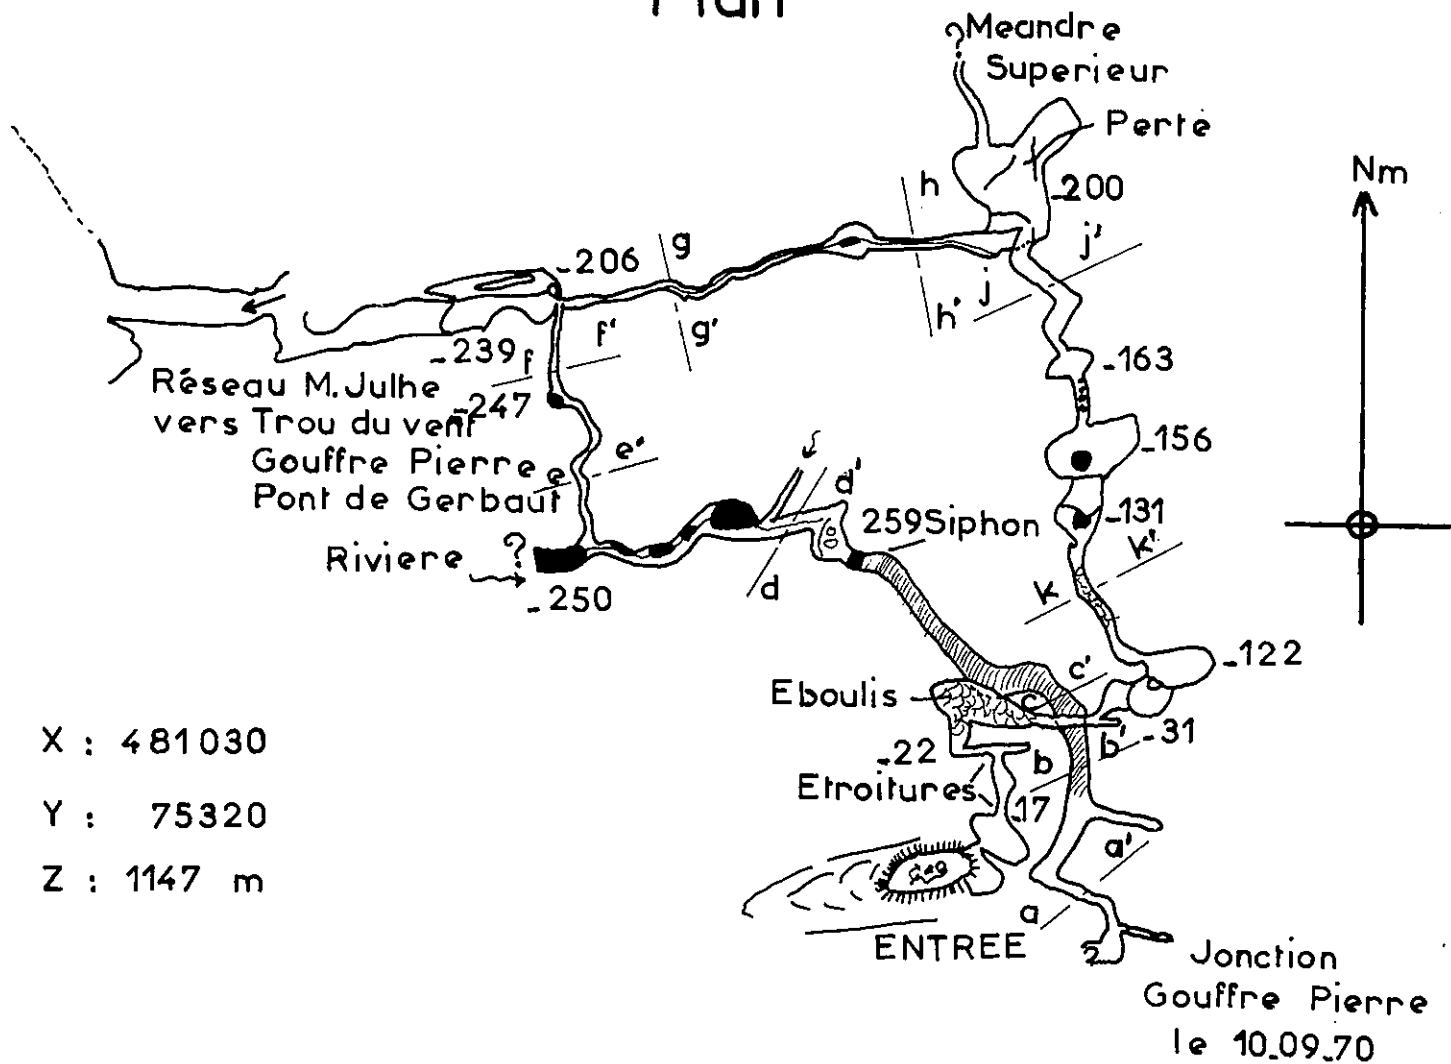 Plan
?Meandre
Superieur
Perte
-200
Nm
h
j'
g
-206
j
h'
f'
g'
-239
f
-163
Réseau M.Julhe
vers Trou du vent
-247
Gouffre Pierre
Pont de Gerbaut
e
e'
-156
d'
259 Siphon
-131
k'
Riviere
?
-250
d
k
-122
c'
Eboulis
c
b'
-31
-22
b
Etroitures
-17
X : 481030
Y : 75320
Z : 1147 m
a'
a
ENTREE
?
Jonction
Gouffre Pierre
le 10.09.70